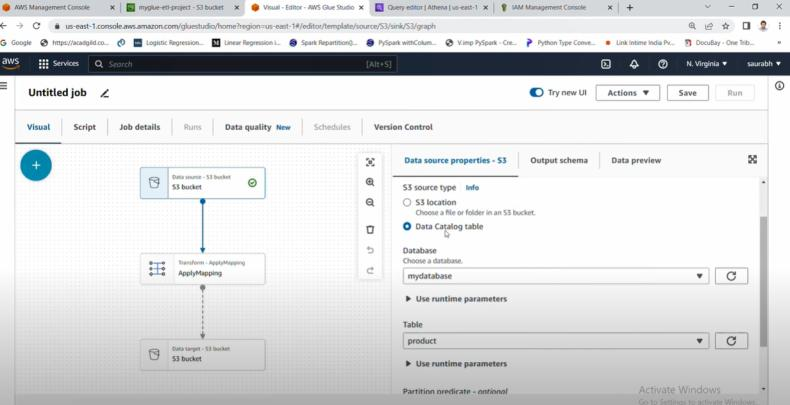 AWS Management Console
myglue-etl-project - S3 bucket
Visual - Editor - AWS Glue Studio
Query editor | Athena | us-east-1
IAM Management Console
us-east-1.console.aws.amazon.com/gluestudio/home?region=us-east-1#/editor/template/source/S3/sink/S3/graph
Google
https://acadgild.co...
Logistic Regression...
Linear Regression i...
Spark Repartition()...
PySpark withColum...
V.imp PySpark - Cre...
Python Type Conve...
Link Intime India Pv...
DocuBay - One Trib...
aws
Services
Search
[Alt+S]
N. Virginia
saurabh
Untitled job
Try new UI
Actions
Save
Run
Visual
Script
Job details
Runs
Data quality New
Schedules
Version Control
Data source - S3 bucket
S3 bucket
Transform - ApplyMapping
ApplyMapping
Data target - S3 bucket
S3 bucket
Data source properties - S3
Output schema
Data preview
S3 source type Info
S3 location
Choose a file or folder in an S3 bucket.
Data Catalog table
Database
Choose a database.
mydatabase
Use runtime parameters
Table
product
Use runtime parameters
Partition predicate - optional
Activate Windows
Go to Settings to activate Windows.